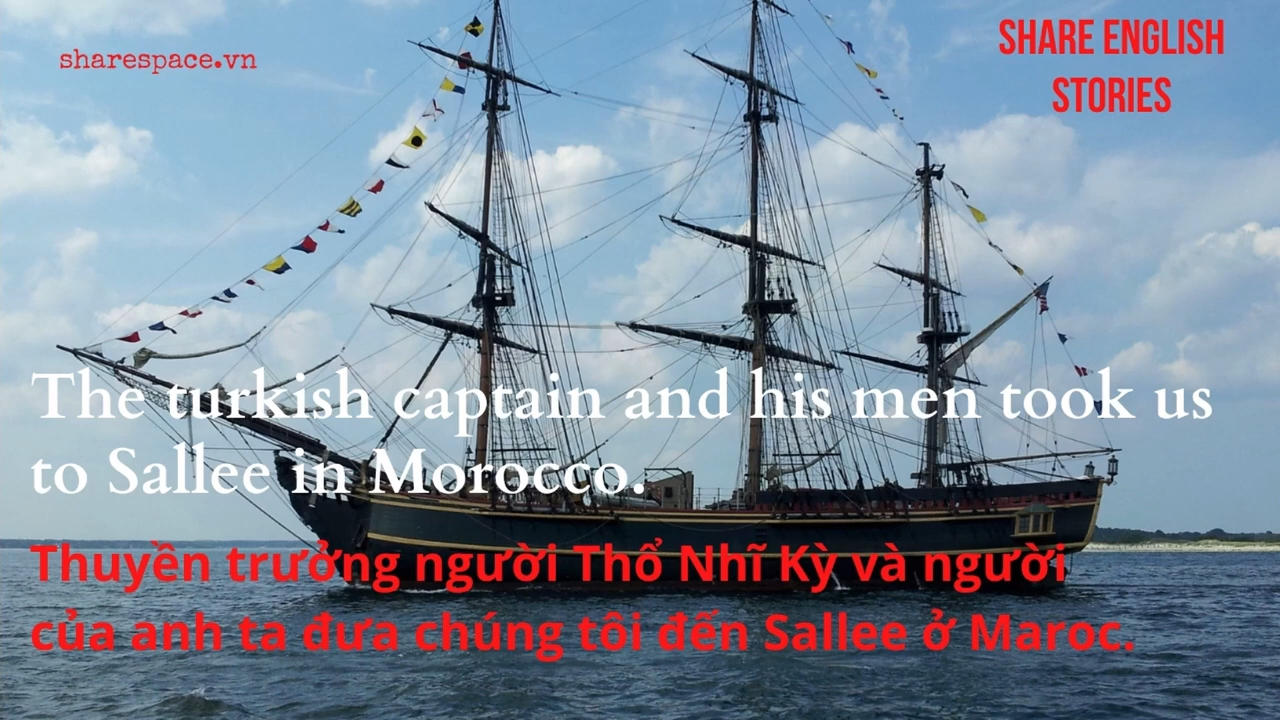 sharespace.vn
SHARE ENGLISH
STORIES
The turkish captain and his men took us
to Sallee in Morocco.
Thuyền trưởng người Thổ Nhĩ Kỳ và người
của anh ta đưa chúng tôi đến Sallee ở Maroc.